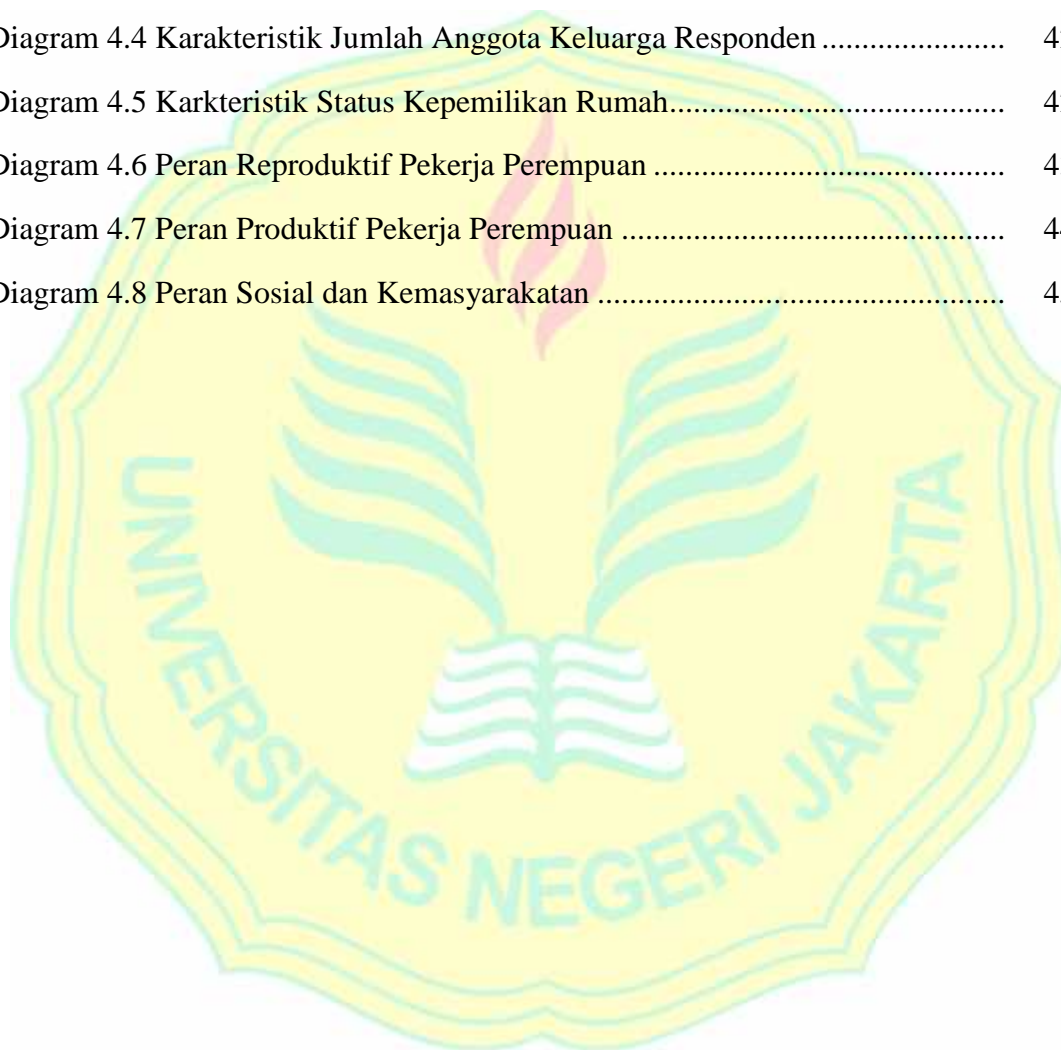 Diagram 4.4 Karakteristik Jumlah Anggota Keluarga Responden ......................
Diagram 4.5 Karkteristik Status Kepemilikan Rumah..........................................
Diagram 4.6 Peran Reproduktif Pekerja Perempuan ............................................
Diagram 4.7 Peran Produktif Pekerja Perempuan ................................................
Diagram 4.8 Peran Sosial dan Kemasyarakatan ...................................................
UNIVERSITAS NEGERI JAKARTA